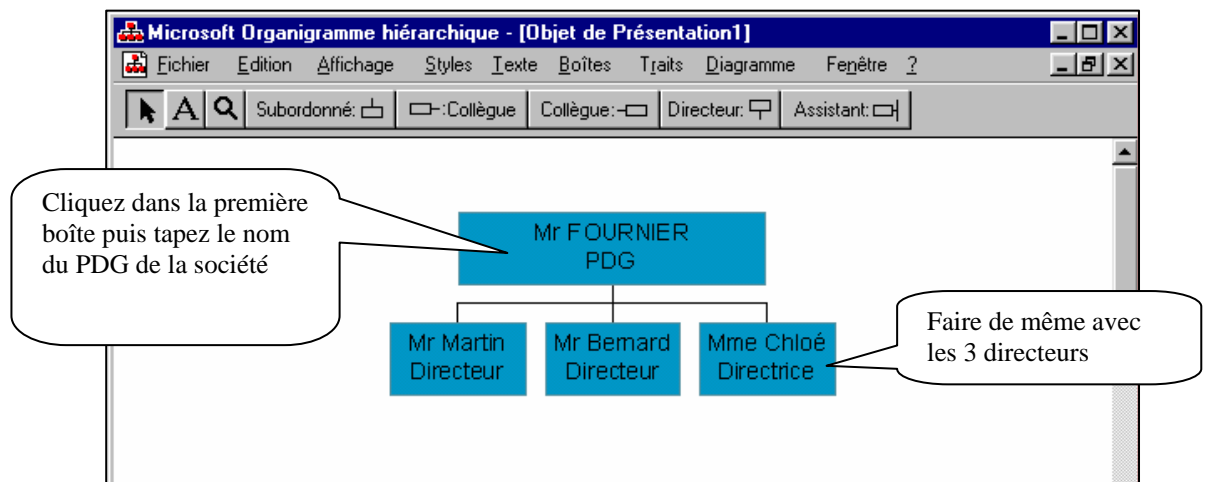 Microsoft Organigramme hiérarchique - [Objet de Présentation1]
Fichier Edition Affichage Styles Texte Boîtes Traits Diagramme Fenêtre ?
A Subordonné: :Collègue Collègue: Directeur: Assistant:
Cliquez dans la première
boîte puis tapez le nom
du PDG de la société
Mr FOURNIER
PDG
Mr Martin
Directeur
Mr Bernard
Directeur
Mme Chloé
Directrice
Faire de même avec
les 3 directeurs